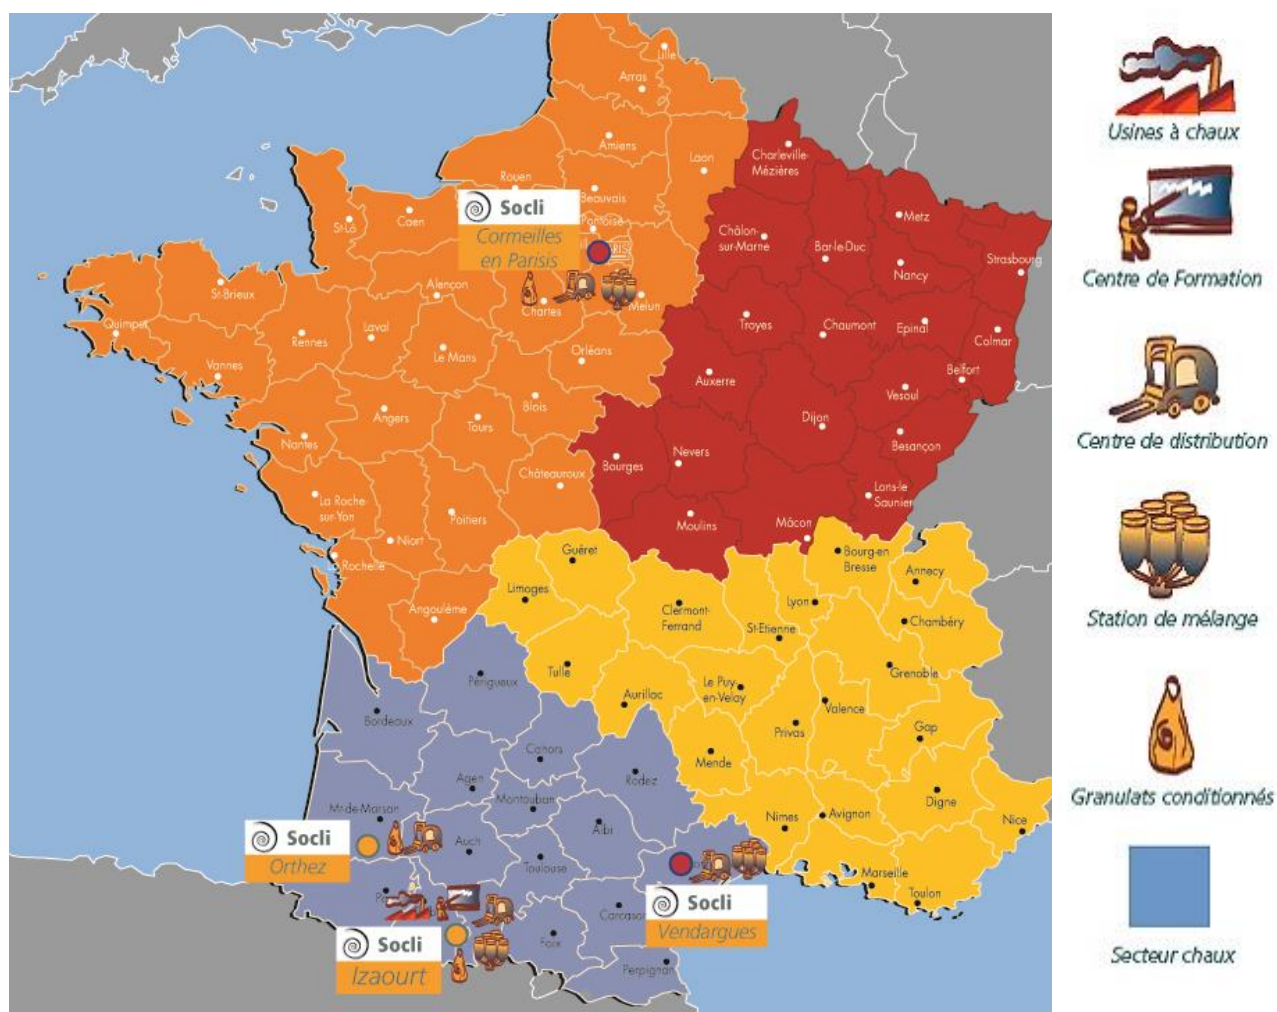 Lille
Arras
Amiens
Laon
Charleville-
Mézières
Rouen
Beauvais
Pontoise
Socli
Cormeilles
en Parisis
St-Lô
Caen
Metz
Châlon-
sur-Marne
Bar-le-Duc
Nancy
Strasbourg
St-Brieux
Alençon
Chartes
Melun
Quimper
Rennes
Laval
Le Mans
Orléans
Troyes
Chaumont
Epinal
Colmar
Vannes
Auxerre
Vesoul
Belfort
Angers
Tours
Blois
Dijon
Besançon
Nantes
Châteauroux
Bourges
Nevers
Lons-le
Saunier
La Roche-
sur-Yon
Poitiers
Niort
Moulins
Mâcon
La Rochelle
Guéret
Bourg-en
Bresse
Annecy
Limoges
Angoulême
Clermont-
Ferrand
Lyon
St-Etienne
Chambéry
Grenoble
Périgueux
Tulle
Aurillac
Le Puy-
en-Velay
Valence
Privas
Gap
Bordeaux
Cahors
Rodez
Mende
Agen
Montauban
Digne
Mt-de-Marsan
Albi
Nimes
Avignon
Nice
Socli
Orthez
Auch
Toulouse
Marseille
Toulon
Socli
Vendargues
Foix
Perpignan
Socli
Izaourt
Usines à chaux
Centre de Formation
Centre de distribution
Station de mélange
Granulats conditionnés
Secteur chaux